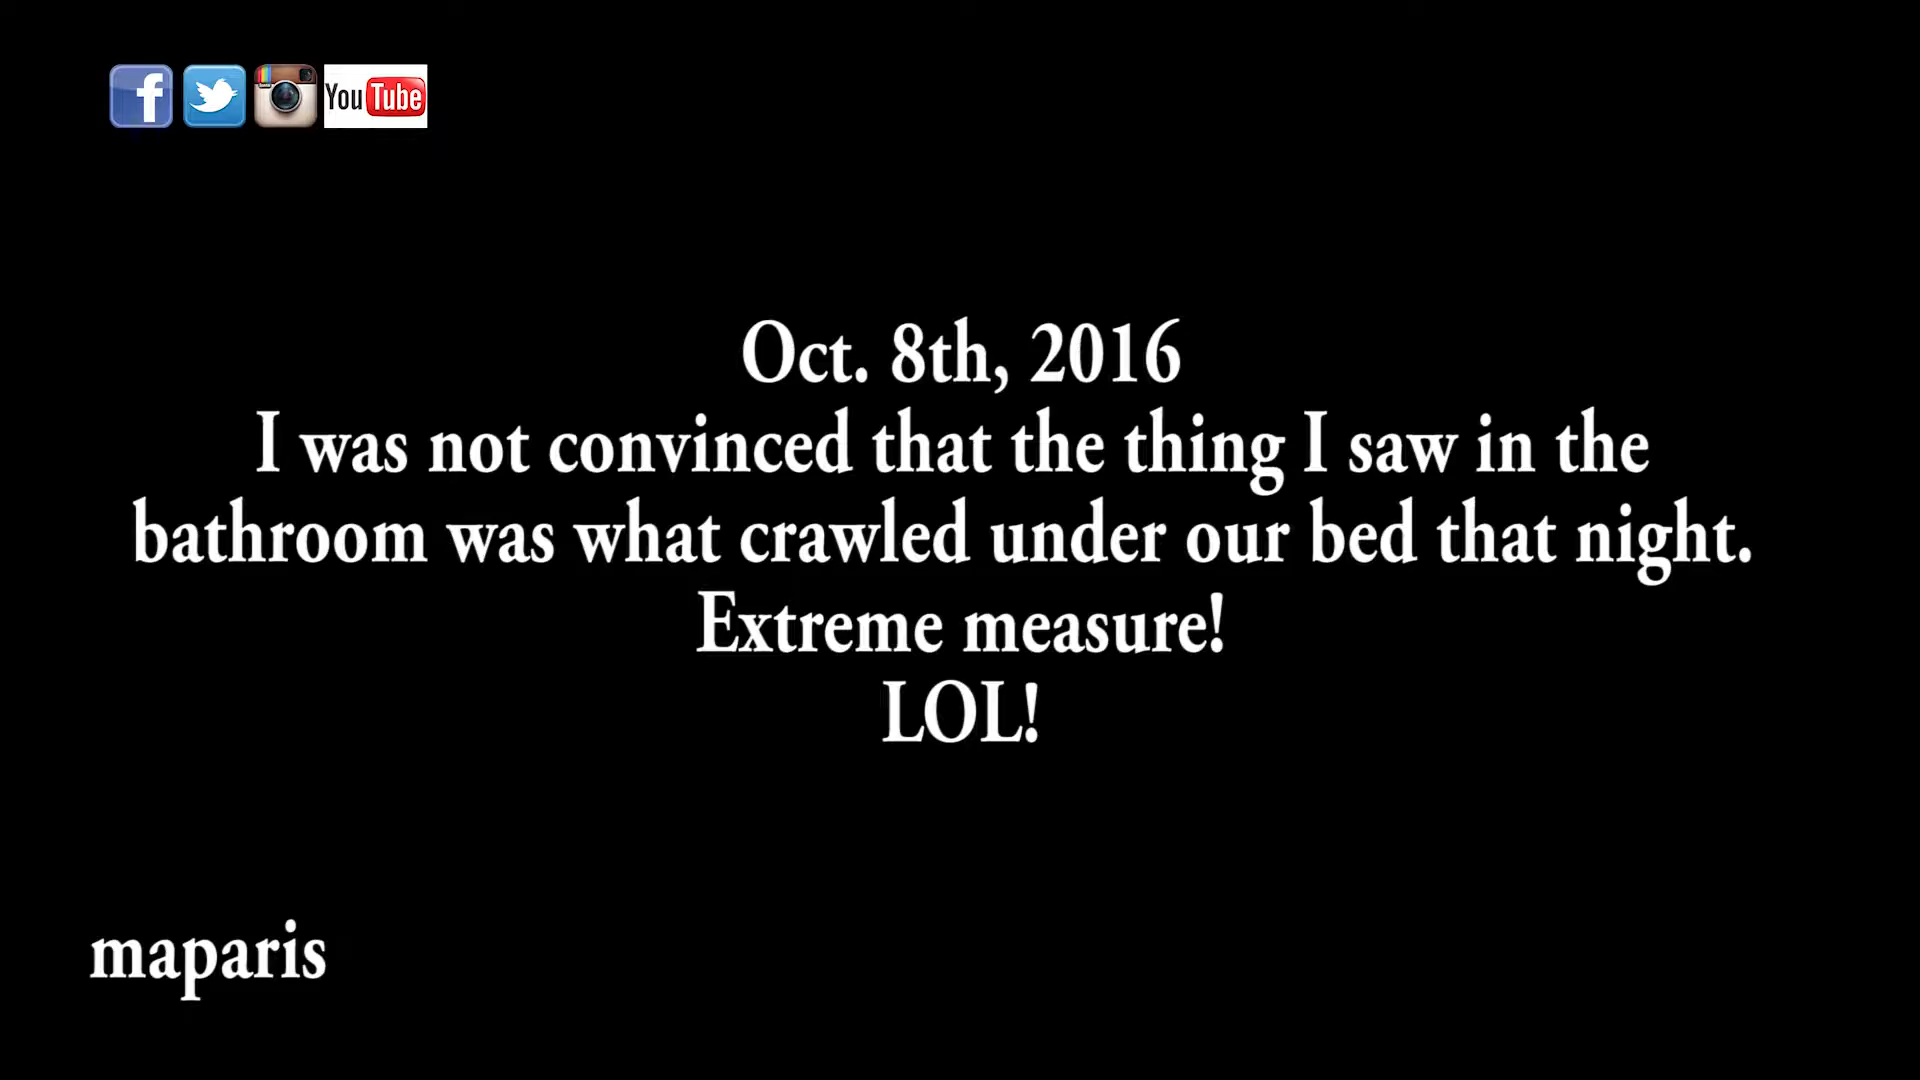 f
You Tube
Oct. 8th, 2016
I was not convinced that the thing I saw in the
bathroom was what crawled under our bed that night.
Extreme measure!
LOL!
maparis